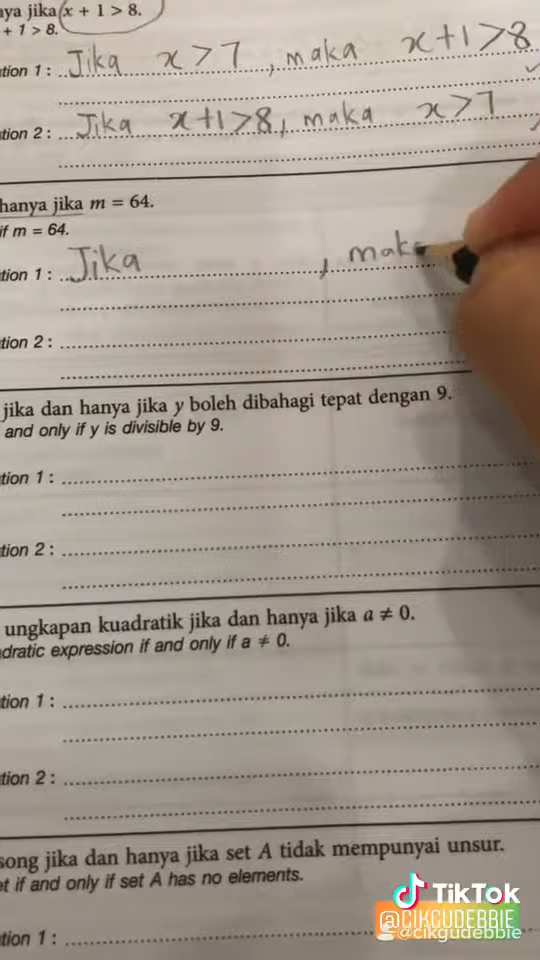 ya jika x + 1 > 8.
+ 1 > 8.
tion 1 : Jika x > 7, maka x + 1 > 8
tion 2 : Jika x + 1 > 8, maka x > 7
hanya jika m = 64.
if m = 64.
tion 1 : Jika , mak
tion 2 :
jika dan hanya jika y boleh dibahagi tepat dengan 9.
and only if y is divisible by 9.
tion 1 :
tion 2 :
ungkapan kuadratik jika dan hanya jika a ≠ 0.
dratic expression if and only if a ≠ 0.
tion 1 :
tion 2 :
song jika dan hanya jika set A tidak mempunyai unsur.
et if and only if set A has no elements.
tion 1 :
TikTok
@CIKGUDEBBIE
@cikgudebbie